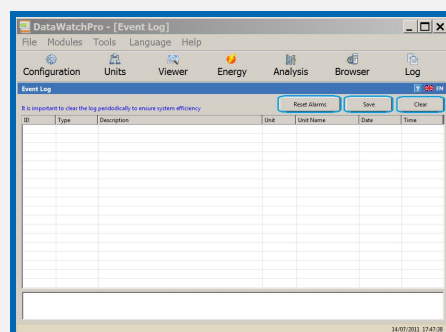 DataWatchPro - [Event Log]
File Modules Tools Language Help
Configuration Units Viewer Energy Analysis Browser Log
Event Log ? EN
It is important to clear the log periodically to ensure system efficiency
Reset Alarms Save Clear
ID Type Description Unit Unit Name Date Time
14/07/2011 17:47:38